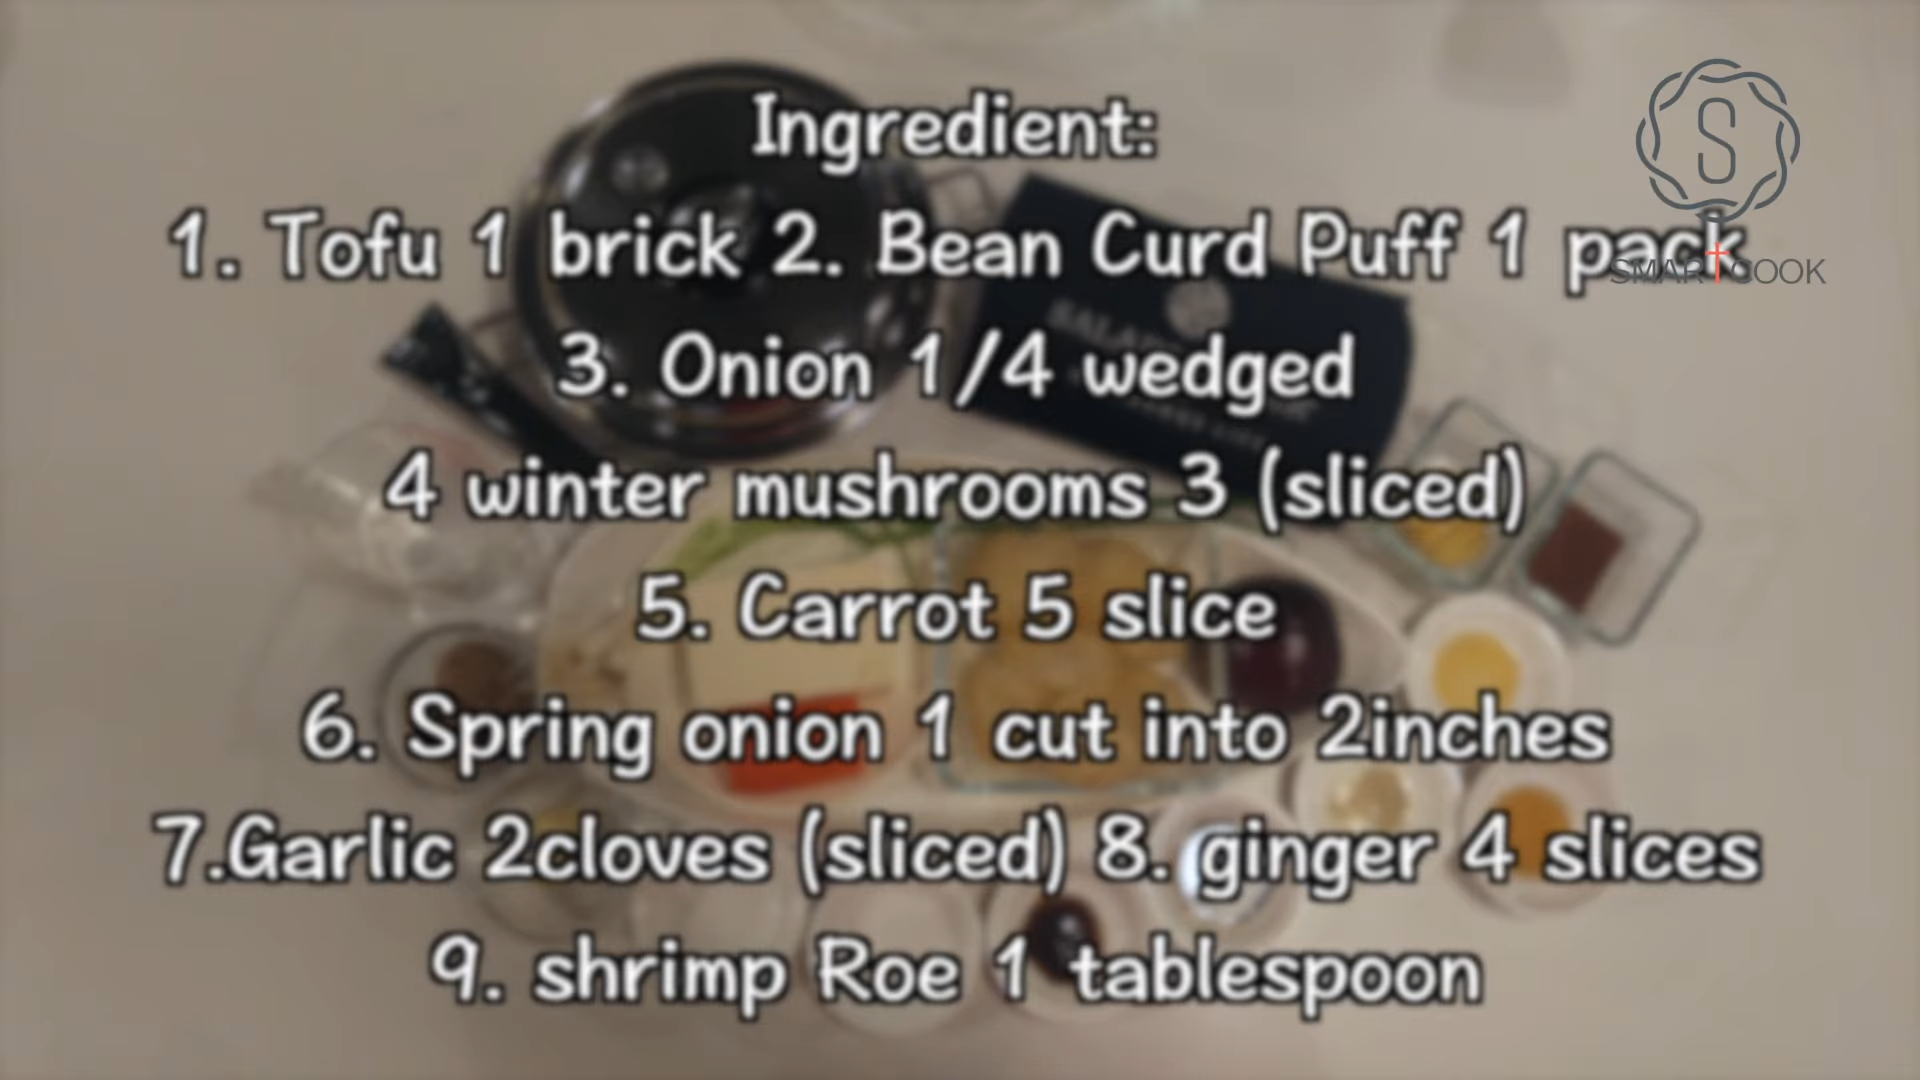 Ingredient:
1. Tofu 1 brick 2. Bean Curd Puff 1 pack
SMARTCOOK
3. Onion 1/4 wedged
4 winter mushrooms 3 (sliced)
5. Carrot 5 slice
6. Spring onion 1 cut into 2inches
7.Garlic 2cloves (sliced) 8. ginger 4 slices
9. shrimp Roe 1 tablespoon